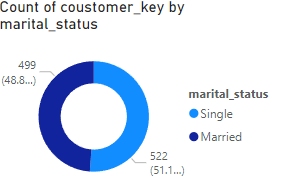 Count of coustomer_key by
marital_status
499
(48.8...)
marital_status
Single
Married
522
(51.1...)